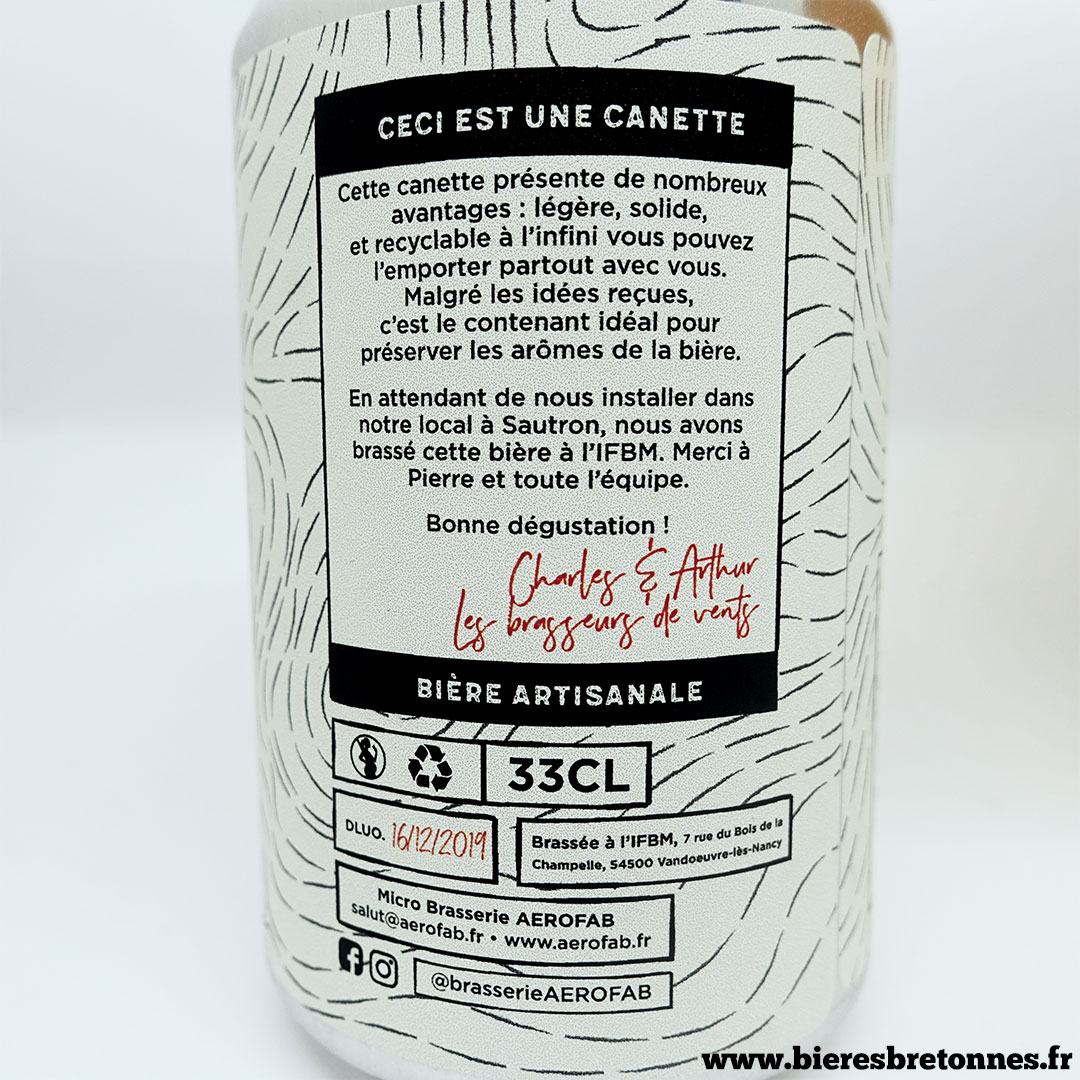 CECI EST UNE CANETTE
Cette canette présente de nombreux
avantages : légère, solide,
et recyclable à l'infini vous pouvez
l'emporter partout avec vous.
Malgré les idées reçues,
c'est le contenant idéal pour
préserver les arômes de la bière.
En attendant de nous installer dans
notre local à Sautron, nous avons
brassé cette bière à l'IFBM. Merci à
Pierre et toute l'équipe.
Bonne dégustation !
Charles & Arthur
Les brasseurs de vents
BIÈRE ARTISANALE
33CL
DLUO. 16/12/2019
Brassée à l'IFBM, 7 rue du Bois de la
Champelle, 54500 Vandoeuvre-lès-Nancy
Micro Brasserie AEROFAB
salut@aerofab.fr • www.aerofab.fr
@brasserieAEROFAB
www.bieresbretonnes.fr